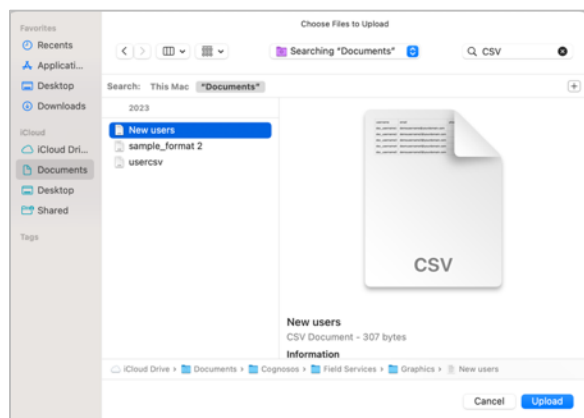 Choose Files to Upload
Favorites
Recents
Applicati...
Desktop
Downloads
iCloud
iCloud Dri...
Documents
Desktop
Shared
Tags
Searching "Documents"
CSV
Search: This Mac "Documents"
2023
New users
sample_format 2
usercsv
CSV
New users
CSV Document - 307 bytes
Information
iCloud Drive › Documents › Cognosos › Field Services › Graphics › New users
Cancel Upload